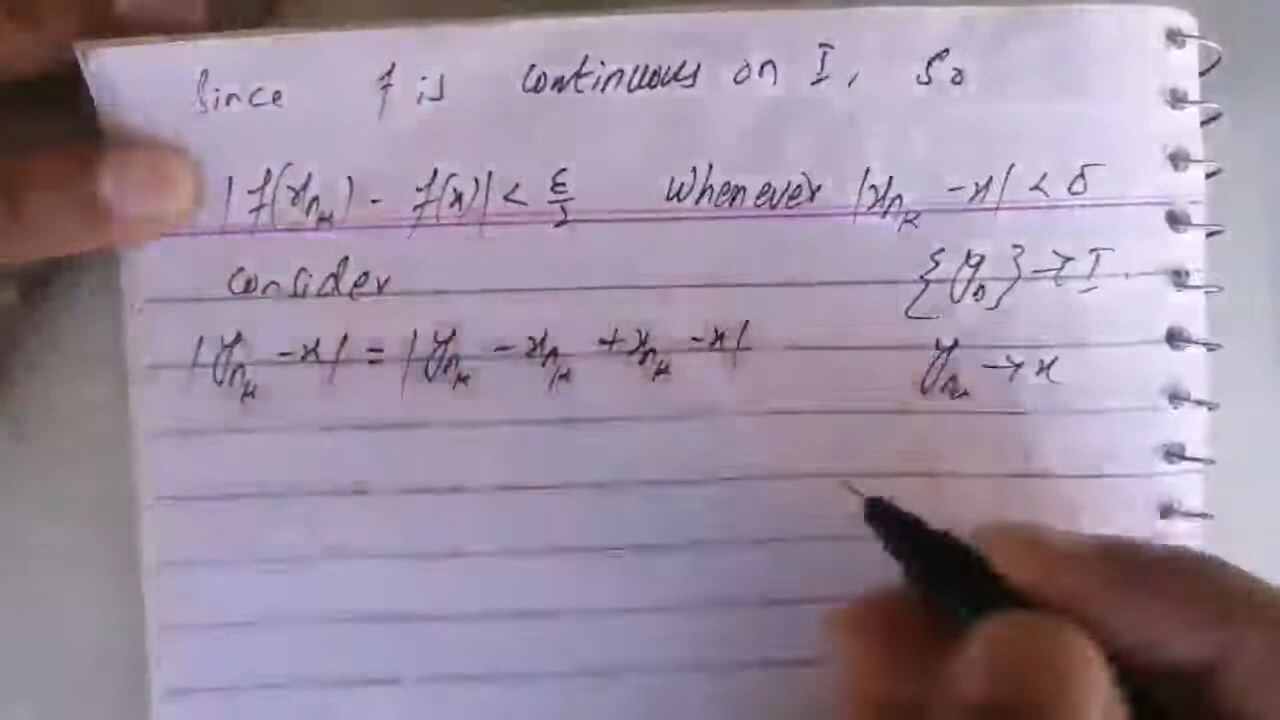 Since f is continuous on I, So
|f(x_{n_k}) - f(x)| < ε/2 whenever |x_{n_k} - x| < δ
consider {y_n} → I.
|y_{n_k} - x| = |y_{n_k} - x_{n_k} + x_{n_k} - x| y_{n_k} → x